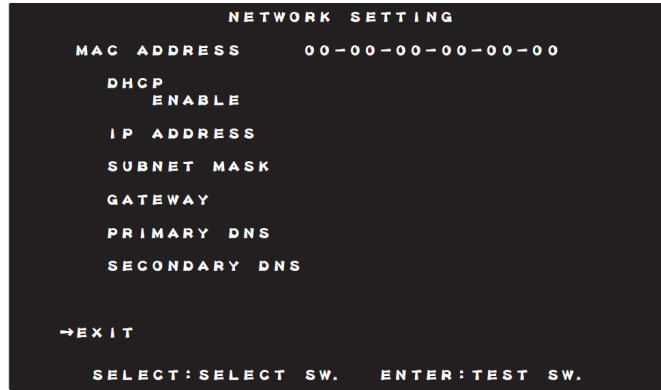 NETWORK SETTING
MAC ADDRESS 00-00-00-00-00-00
DHCP
ENABLE
IP ADDRESS
SUBNET MASK
GATEWAY
PRIMARY DNS
SECONDARY DNS
→EXIT
SELECT:SELECT SW. ENTER:TEST SW.